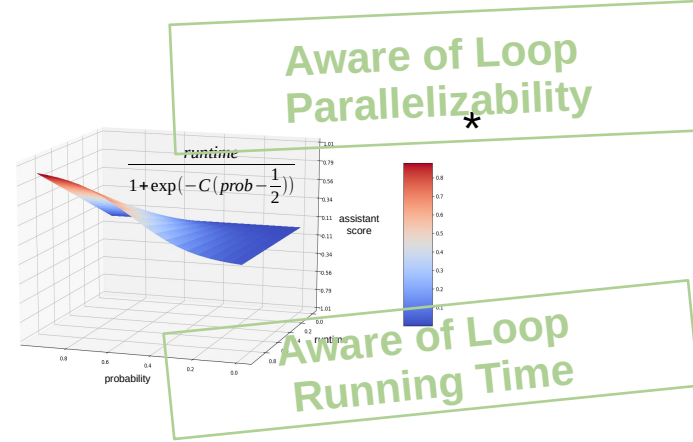 Aware of Loop
Parallelizability
*
runtime
1+exp(−C(prob−1/2))
assistant
score
1.01
0.79
0.56
0.34
0.11
0.11
0.34
0.56
0.79
1.01
0.8
0.7
0.6
0.5
0.4
0.3
0.2
0.1
0.0
0.2
4
0.8
runtime
0.8
0.6
0.4
0.2
0.0
probability
Aware of Loop
Running Time